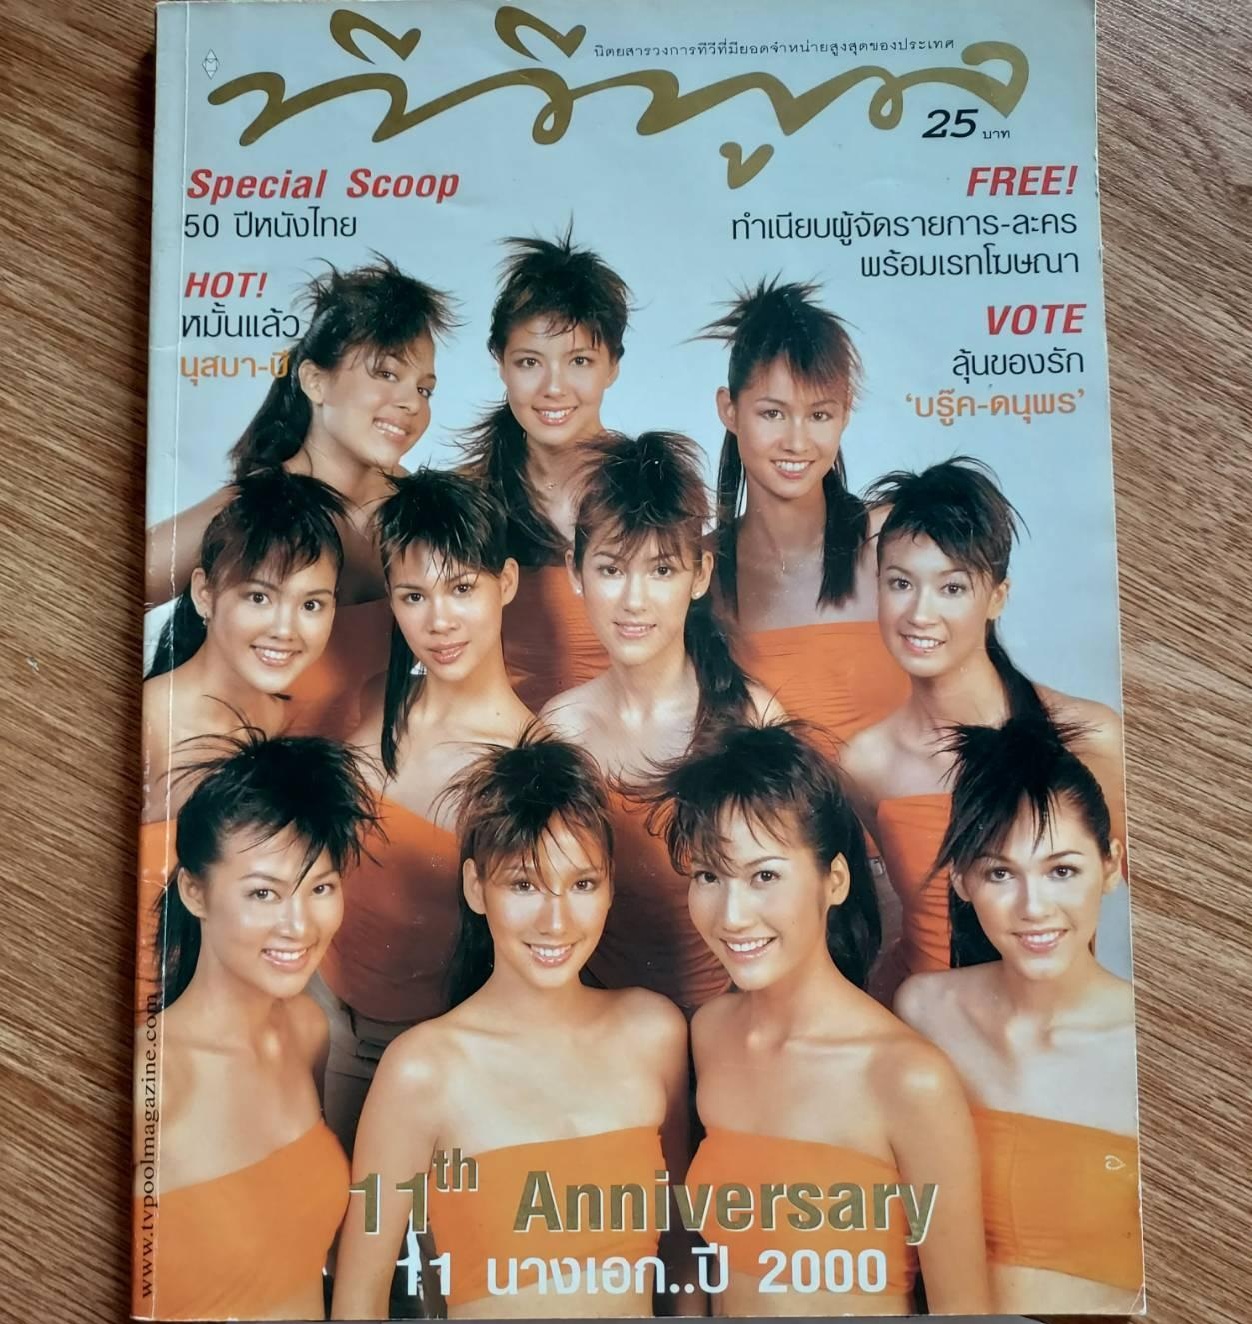 นิตยสารวงการทีวีที่มียอดจำหน่ายสูงสุดของประเทศ
ทีวีพูล
25 บาท
Special Scoop
50 ปีหนังไทย
HOT!
หมั้นแล้ว
นุสบา-ปี
FREE!
ทำเนียบผู้จัดรายการ-ละคร
พร้อมเรทโฆษณา
VOTE
ลุ้นของรัก
‘บรู๊ค-ดนุพร’
www.tvpoolmagazine.com
11th Anniversary
11 นางเอก..ปี 2000